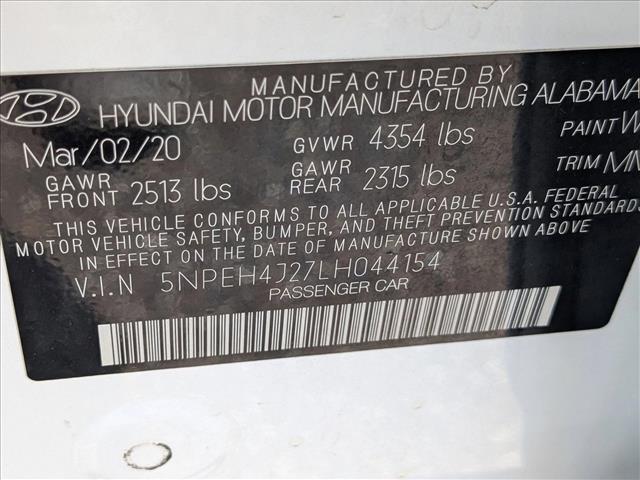 MANUFACTURED BY
HYUNDAI MOTOR MANUFACTURING ALABAMA
Mar/02/20 GVWR 4354 lbs PAINT W
GAWR FRONT 2513 lbs GAWR REAR 2315 lbs TRIM
THIS VEHICLE CONFORMS TO ALL APPLICABLE U.S.A. FEDERAL
MOTOR VEHICLE SAFETY, BUMPER, AND THEFT PREVENTION STANDARDS
IN EFFECT ON THE DATE OF MANUFACTURE SHOWN ABOVE
V.I.N 5NPEH4J27LH044154
PASSENGER CAR